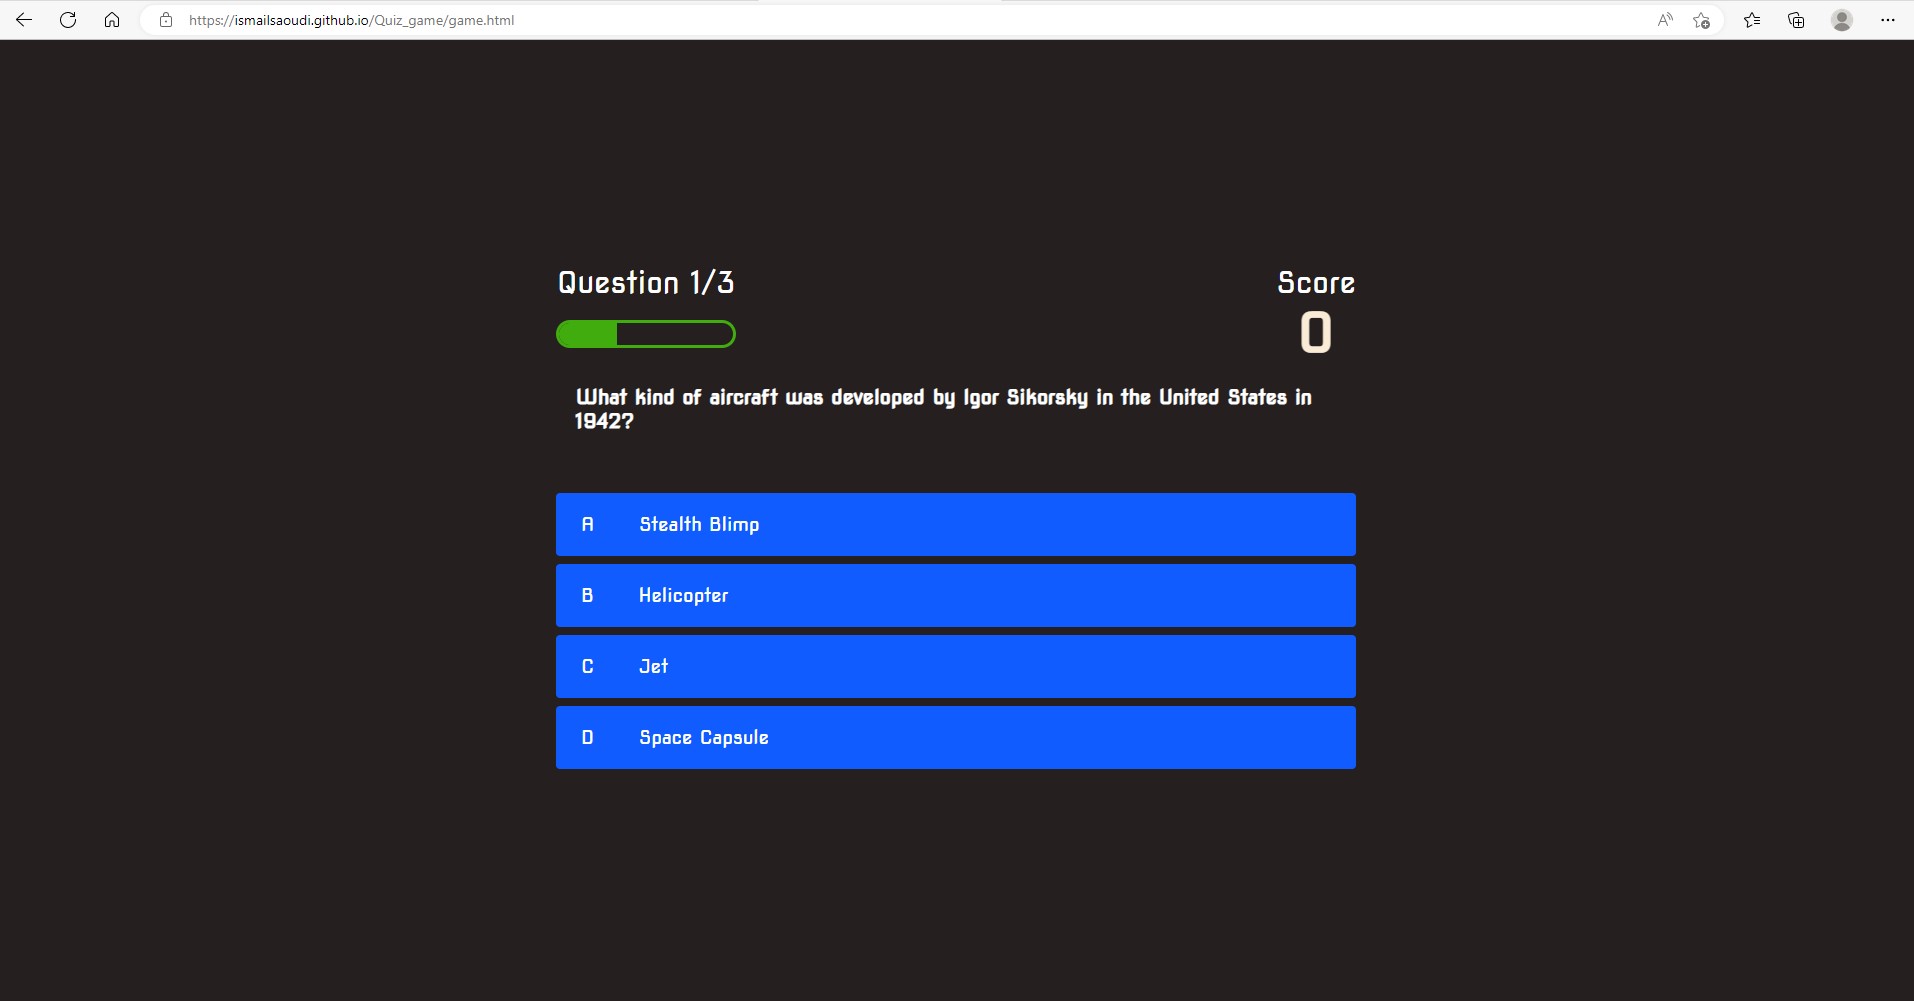 https://ismailsaoudi.github.io/Quiz_game/game.html
Question 1/3
Score
0
What kind of aircraft was developed by Igor Sikorsky in the United States in
1942?
A Stealth Blimp
B Helicopter
C Jet
D Space Capsule